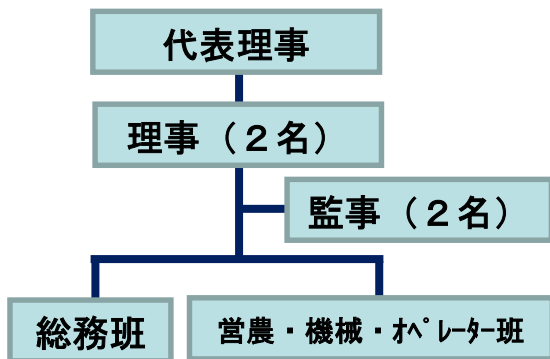 代表理事
理事（２名）
監事（２名）
総務班
営農・機械・ｵﾍﾟﾚｰﾀｰ班